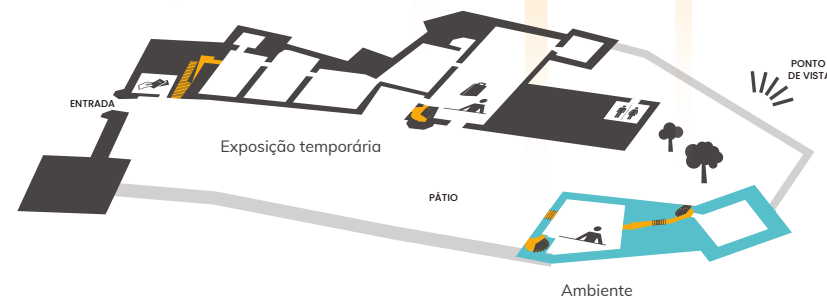 PONTO
DE VISTA
ENTRADA
Exposição temporária
PÁTIO
Ambiente